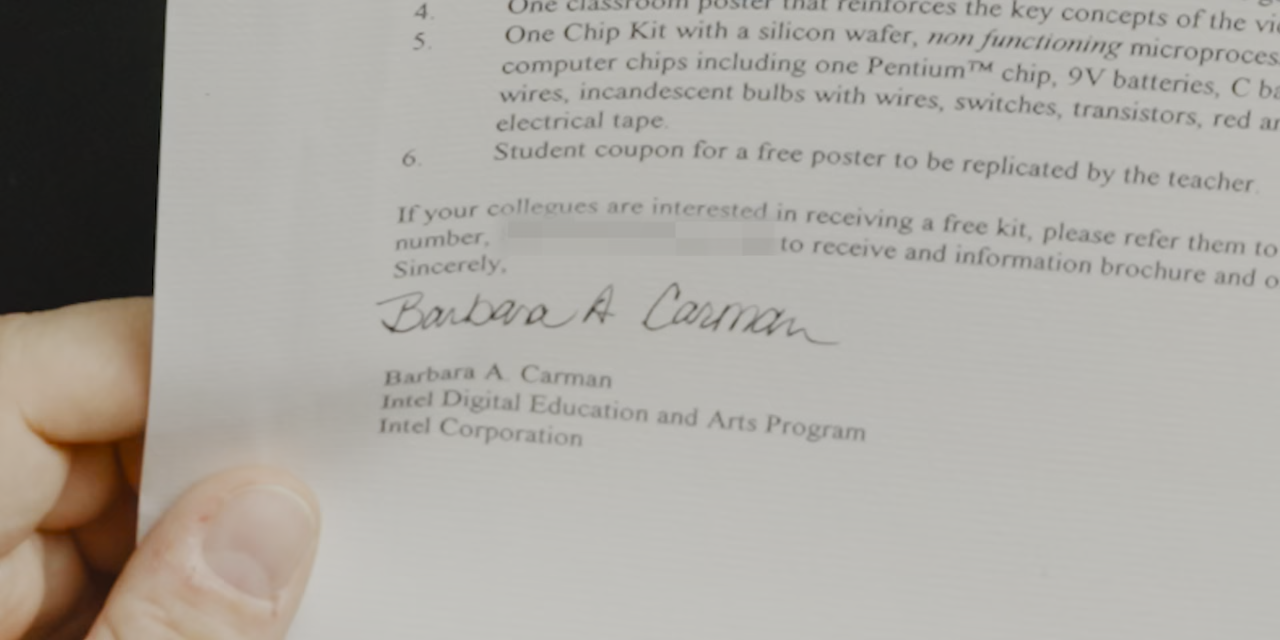 4. One classroom poster that reinforces the key concepts of the
5. One Chip Kit with a silicon wafer, non functioning
computer chips including one Pentium™ chip, 9V batteries, C
wires, incandescent bulbs with wires, switches, transistors, red
electrical tape.
6. Student coupon for a free poster to be replicated by the teacher.
If your collegues are interested in receiving a free kit, please refer them to
number, to receive and information brochure and
Sincerely,
Barbara A Carman
Barbara A. Carman
Intel Digital Education and Arts Program
Intel Corporation